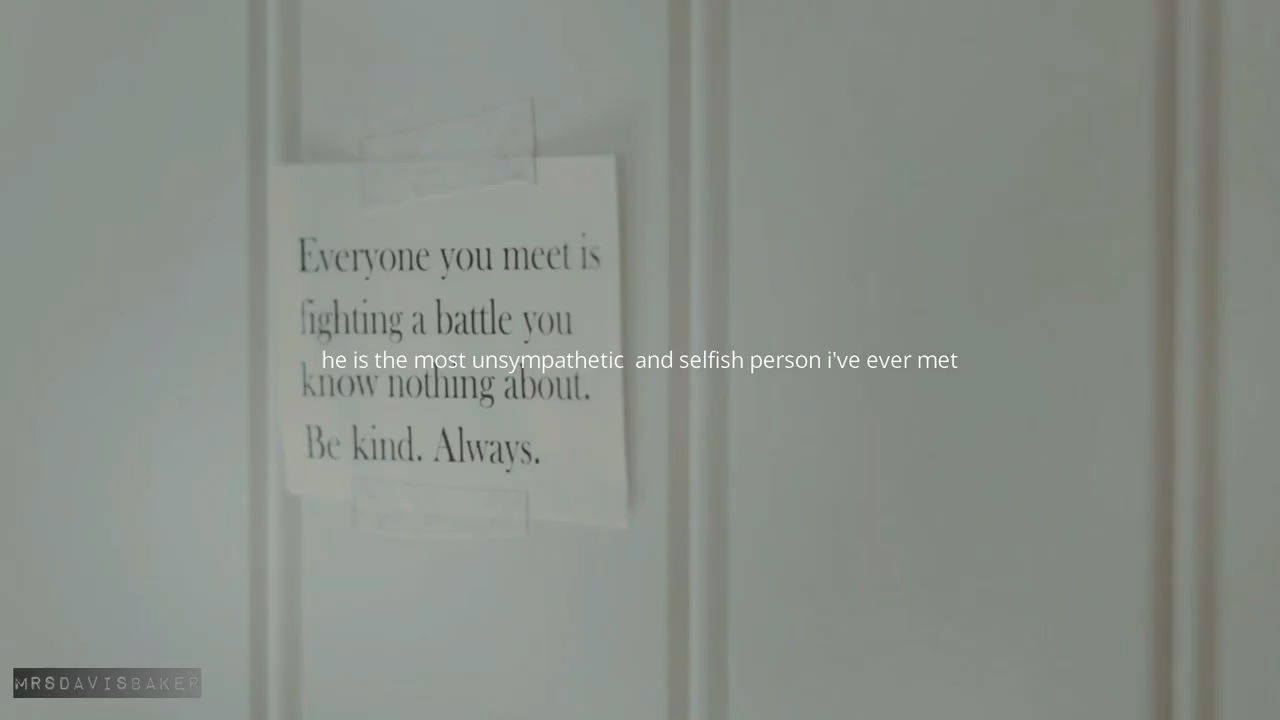 Everyone you meet is
fighting a battle you
he is the most unsympathetic  and selfish person i've ever met
know nothing about.
Be kind. Always.
MRSDAVISBAKER